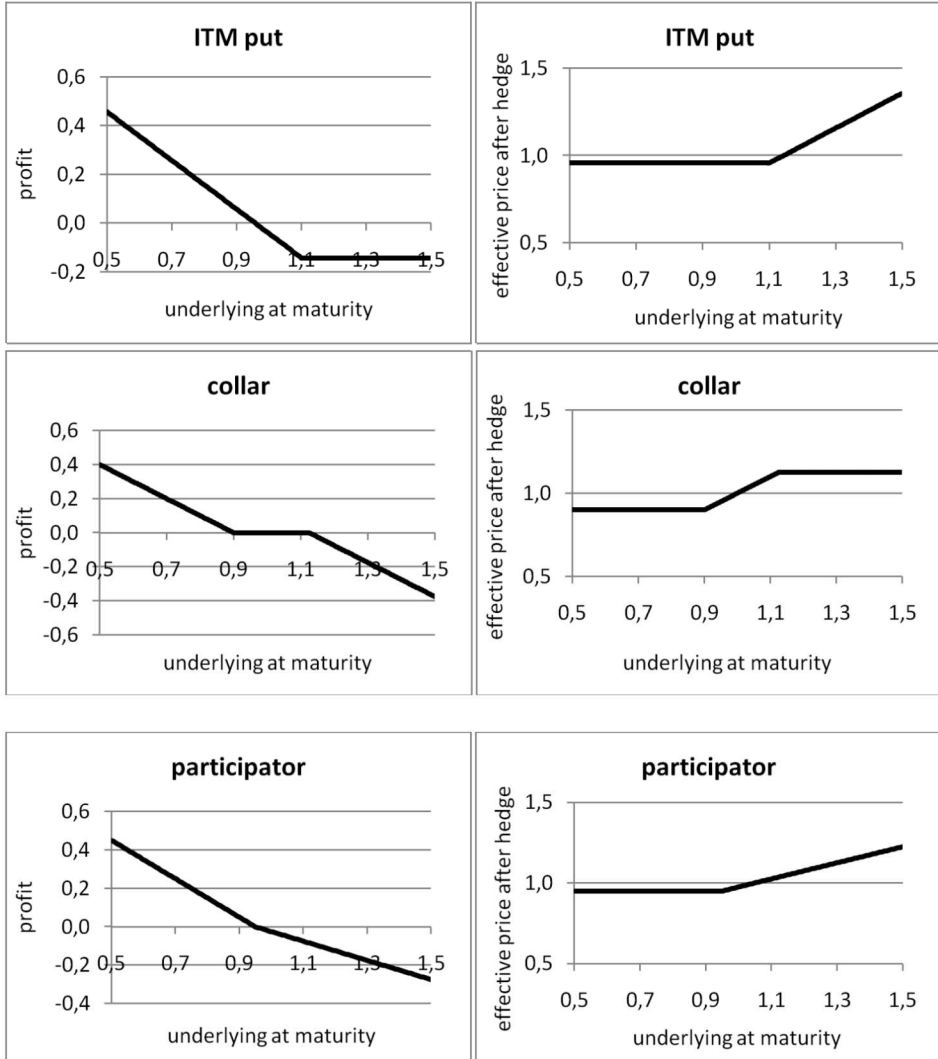 ITM put
0,6
0,4
0,2
0,0
-0,2
0,5 0,7 0,9 1,1 1,3 1,5
profit
underlying at maturity
ITM put
1,5
1,0
0,5
0,5 0,7 0,9 1,1 1,3 1,5
effective price after hedge
underlying at maturity
collar
0,6
0,4
0,2
0,0
-0,2
-0,4
-0,6
0,5 0,7 0,9 1,1 1,3 1,5
profit
underlying at maturity
collar
1,5
1,0
0,5
0,5 0,7 0,9 1,1 1,3 1,5
effective price after hedge
underlying at maturity
participator
0,6
0,4
0,2
0,0
-0,2
-0,4
0,5 0,7 0,9 1,1 1,3 1,5
profit
underlying at maturity
participator
1,5
1,0
0,5
0,5 0,7 0,9 1,1 1,3 1,5
effective price after hedge
underlying at maturity